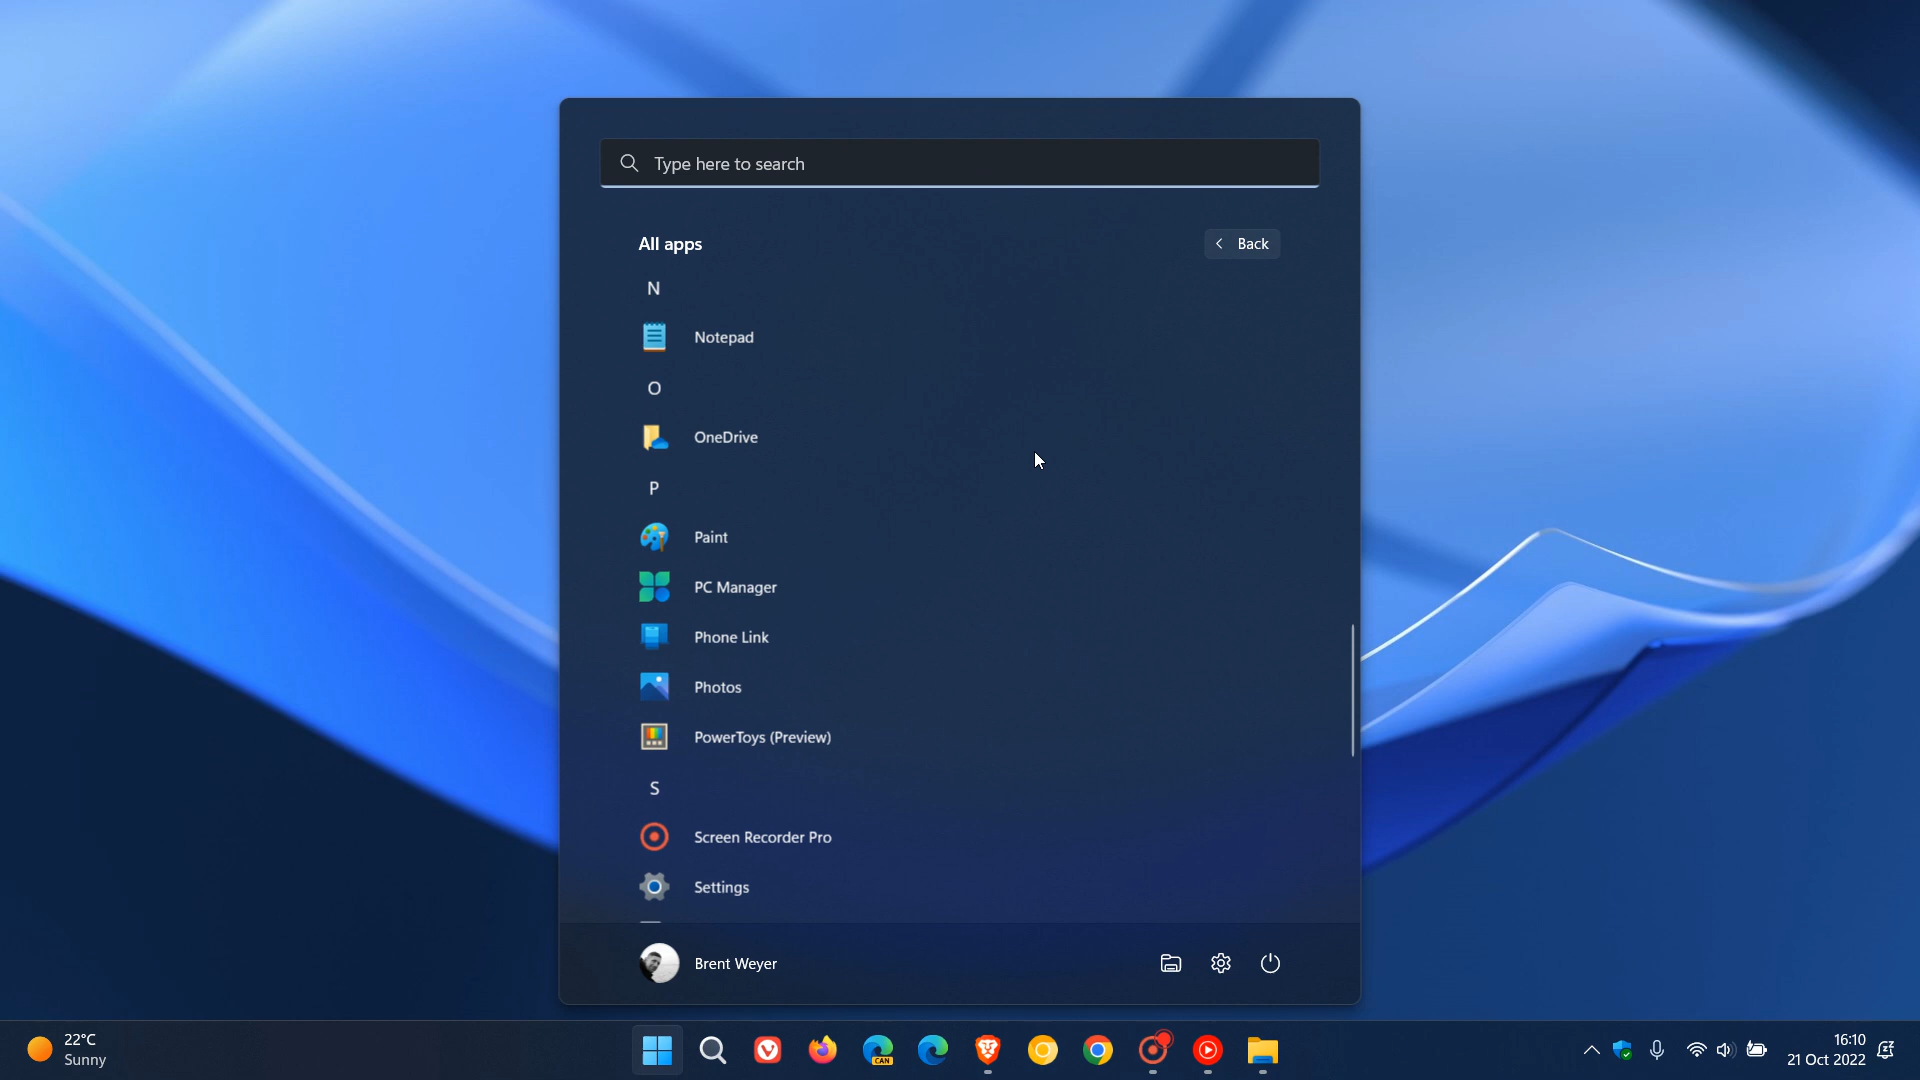 Type here to search
All apps
Back
N
Notepad
O
OneDrive
P
Paint
PC Manager
Phone Link
Photos
PowerToys (Preview)
S
Screen Recorder Pro
Settings
Brent Weyer
22°C
Sunny
CAN
16:10
21 Oct 2022